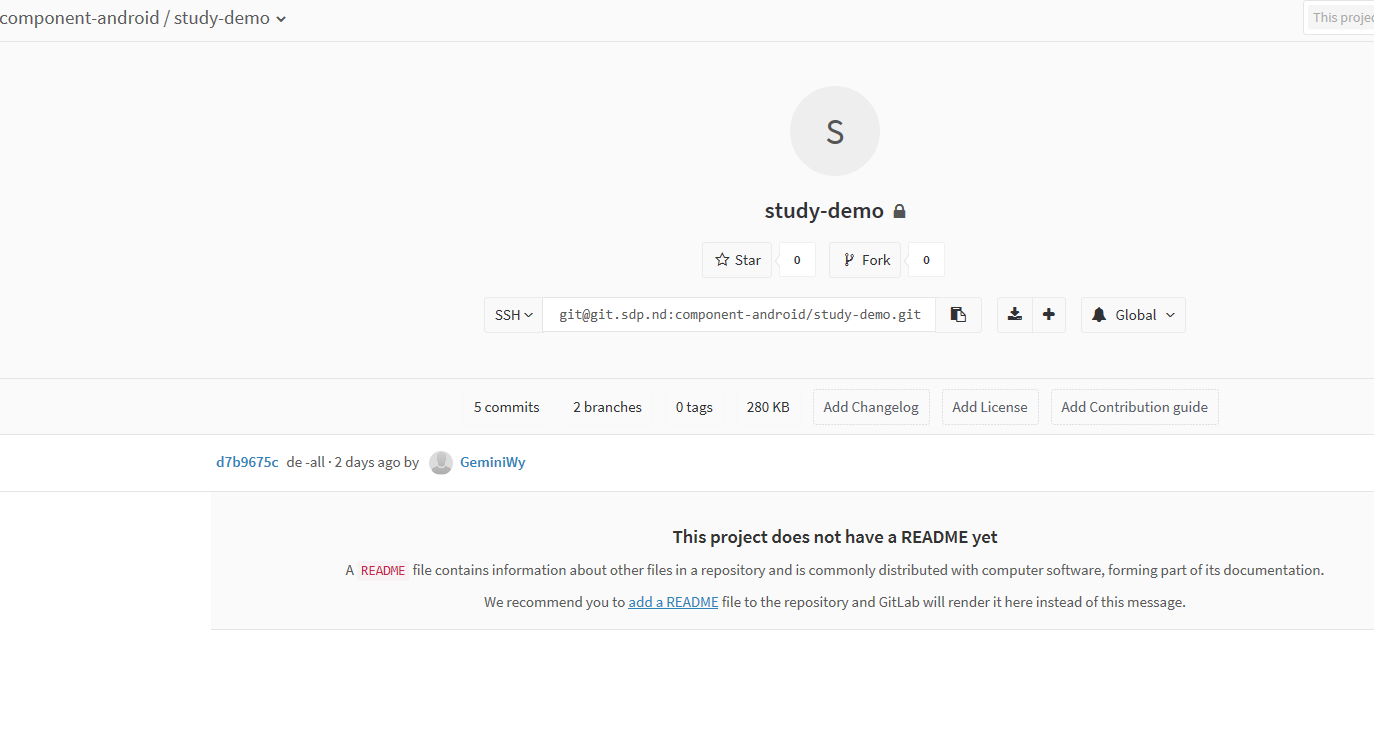 component-android / study-demo
This projec
S
study-demo
Star 0 Fork 0
SSH git@git.sdp.nd:component-android/study-demo.git Global
5 commits 2 branches 0 tags 280 KB Add Changelog Add License Add Contribution guide
d7b9675c de -all · 2 days ago by GeminiWy
This project does not have a README yet
A README file contains information about other files in a repository and is commonly distributed with computer software, forming part of its documentation.
We recommend you to add a README file to the repository and GitLab will render it here instead of this message.